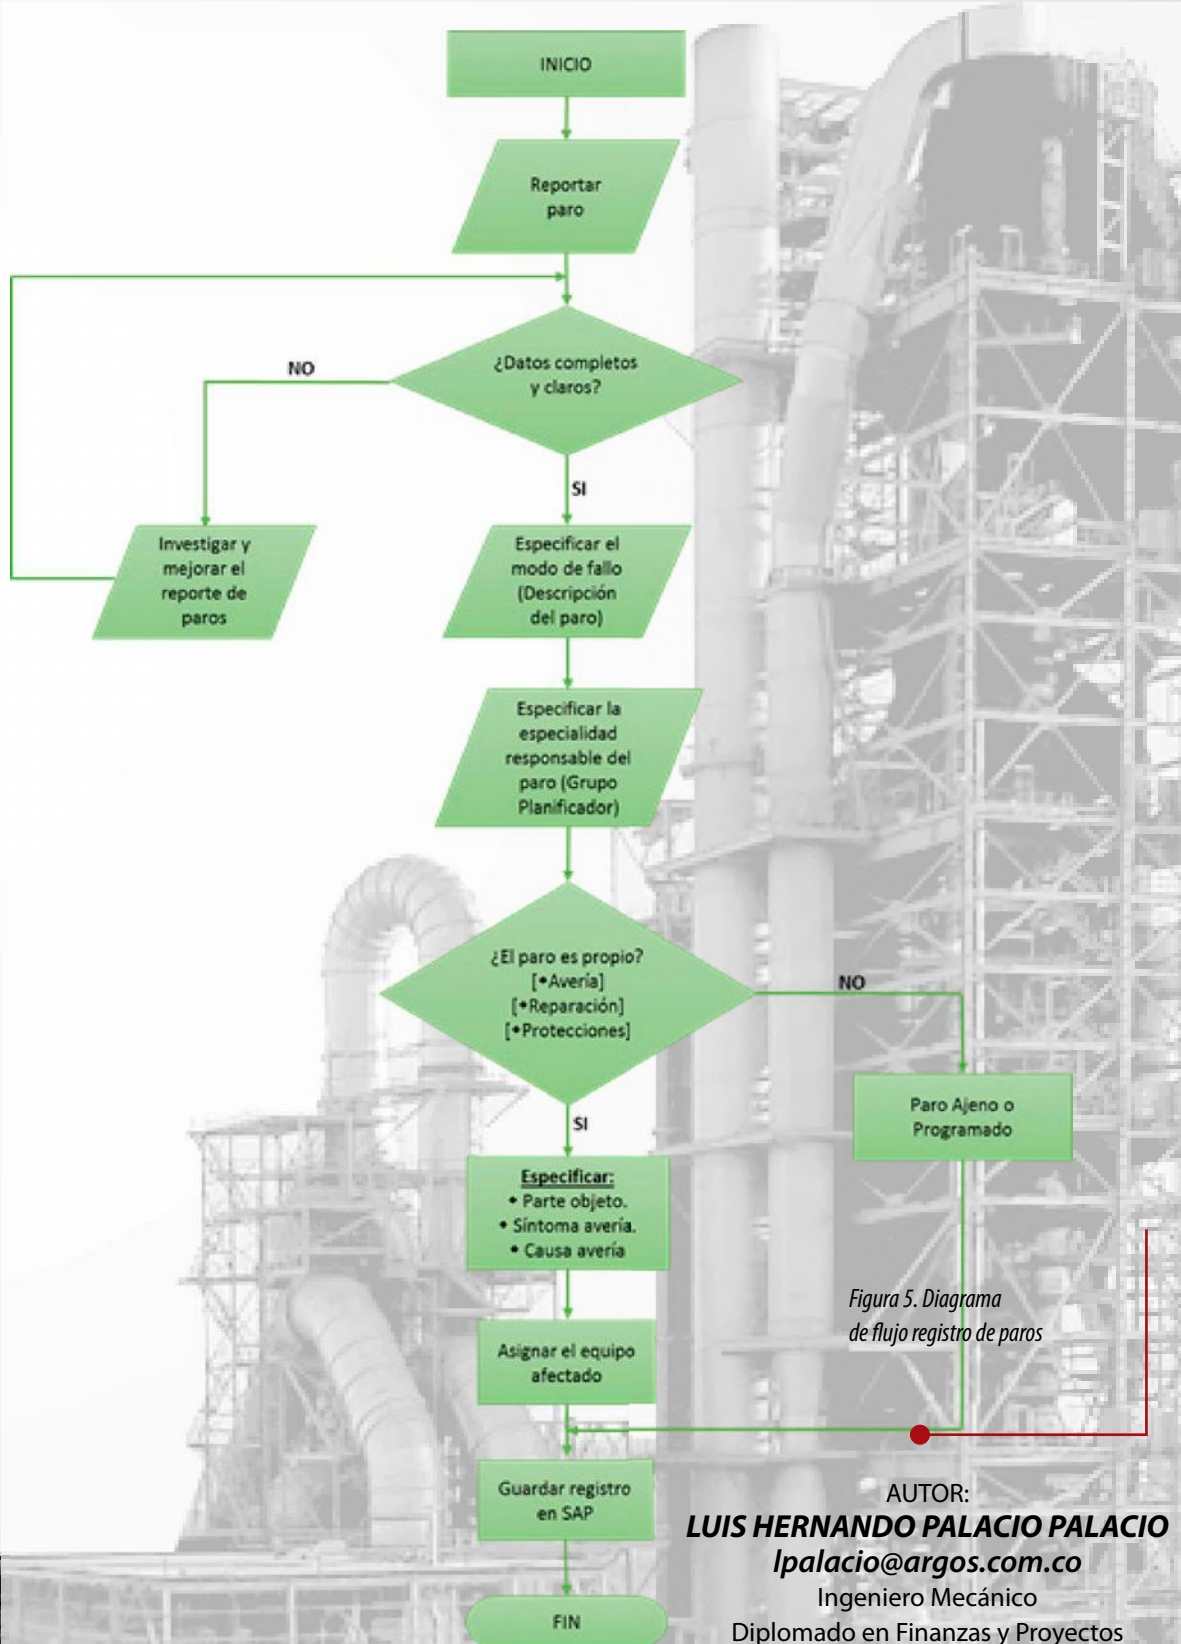 INICIO
Reportar
paro
¿Datos completos
y claros?
NO
SI
Investigar y
mejorar el
reporte de
paros
Especificar el
modo de fallo
(Descripción
del paro)
Especificar la
especialidad
responsable del
paro (Grupo
Planificador)
¿El paro es propio?
[•Avería]
[•Reparación]
[•Protecciones]
NO
SI
Paro Ajeno o
Programado
Especificar:
• Parte objeto.
• Síntoma avería.
• Causa avería
Figura 5. Diagrama
de flujo registro de paros
Asignar el equipo
afectado
Guardar registro
en SAP
FIN
AUTOR:
LUIS HERNANDO PALACIO PALACIO
lpalacio@argos.com.co
Ingeniero Mecánico
Diplomado en Finanzas y Proyectos